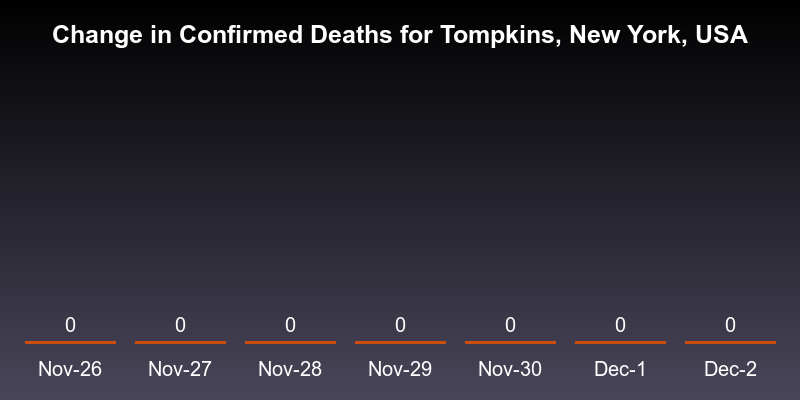 Change in Confirmed Deaths for Tompkins, New York, USA
0 0 0 0 0 0 0
Nov-26 Nov-27 Nov-28 Nov-29 Nov-30 Dec-1 Dec-2